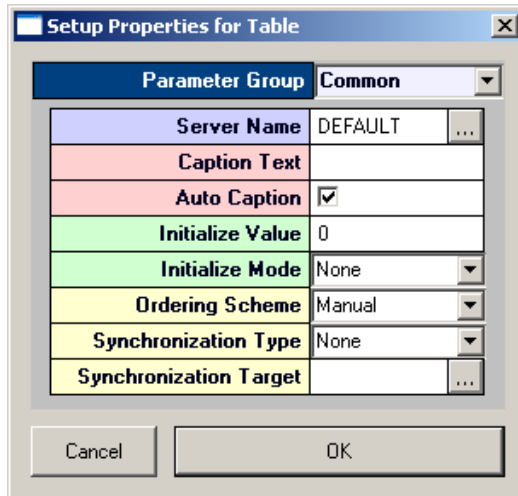 Setup Properties for Table
Parameter Group Common
Server Name DEFAULT ...
Caption Text
Auto Caption
Initialize Value 0
Initialize Mode None
Ordering Scheme Manual
Synchronization Type None
Synchronization Target ...
Cancel OK